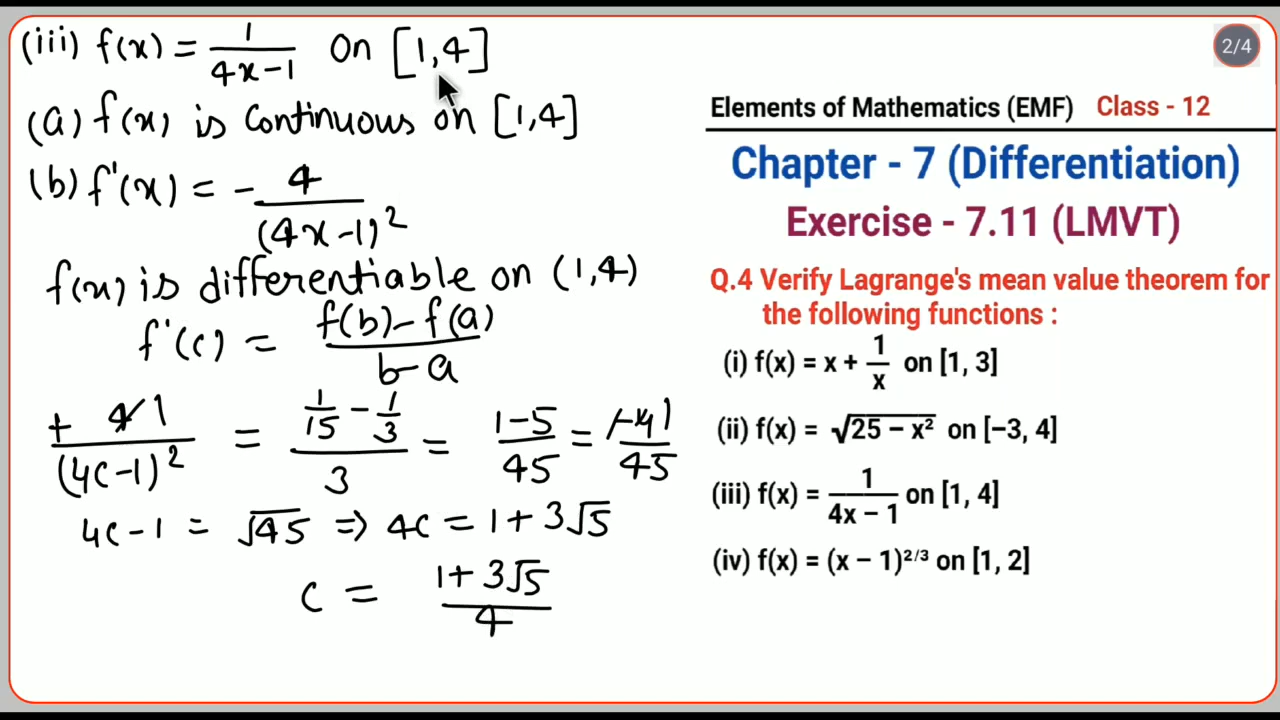 (iii) f(x) = 1/(4x-1) On [1,4]
(a) f(x) is continuous on [1,4]
(b) f'(x) = - 4/(4x-1)²
f(x) is differentiable on (1,4)
f'(c) = (f(b)-f(a))/(b-a)
+ 4 1/(4c-1)² = (1/15 - 1/3)/3 = (1-5)/45 = -4 1/45
4c-1 = √45 => 4c = 1+3√5
c = (1+3√5)/4
2/4
Elements of Mathematics (EMF) Class - 12
Chapter - 7 (Differentiation)
Exercise - 7.11 (LMVT)
Q.4 Verify Lagrange's mean value theorem for
the following functions :
(i) f(x) = x + 1/x on [1, 3]
(ii) f(x) = √(25 – x²) on [–3, 4]
(iii) f(x) = 1/(4x – 1) on [1, 4]
(iv) f(x) = (x – 1)^(2/3) on [1, 2]